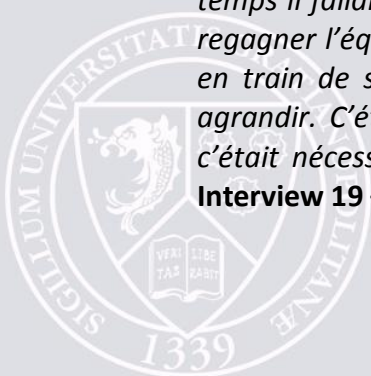 temps il fallai
regagner l’éq
en train de s
agrandir. C’é
c’était nécess
Interview 19 -
SIGILLUM UNIVERSITATIS
VERI LIBE
TAS RABIT
1339